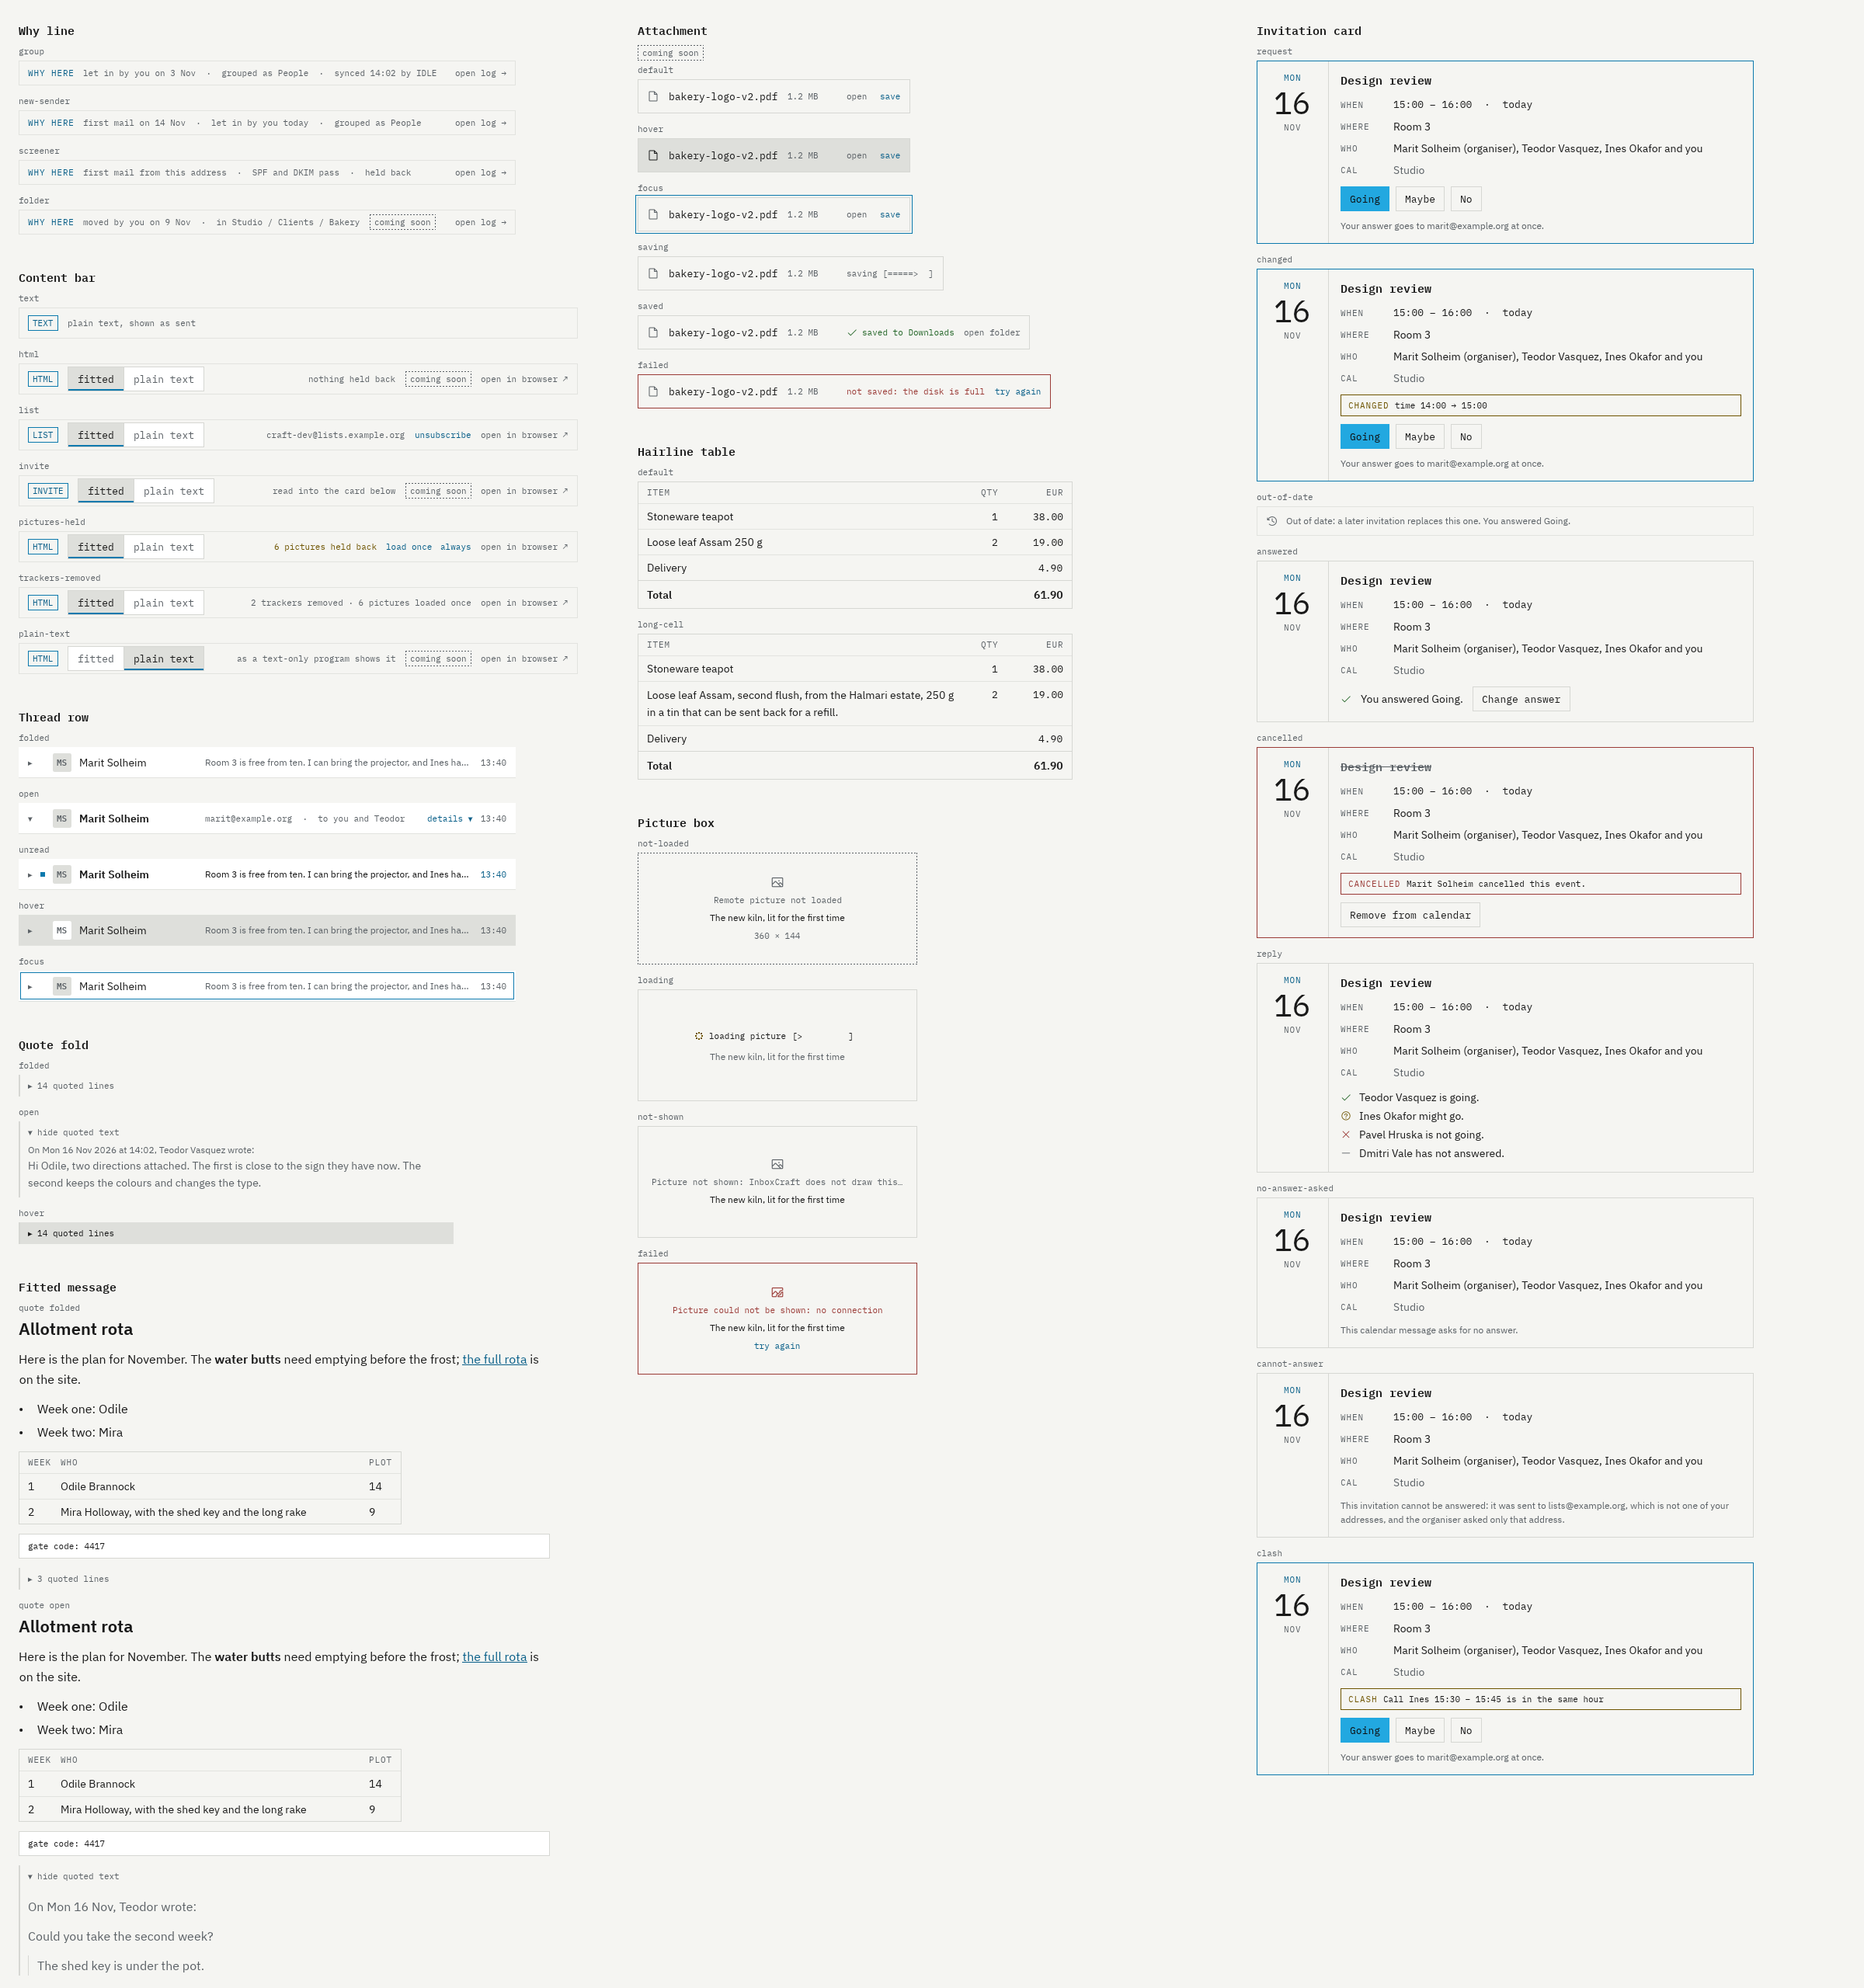 Why line
group
WHY HERE let in by you on 3 Nov · grouped as People · synced 14:02 by IDLE open log →
new-sender
WHY HERE first mail on 14 Nov · let in by you today · grouped as People open log →
screener
WHY HERE first mail from this address · SPF and DKIM pass · held back open log →
folder
WHY HERE moved by you on 9 Nov · in Studio / Clients / Bakery coming soon open log →
Content bar
text
TEXT plain text, shown as sent
html
HTML fitted plain text nothing held back coming soon open in browser ↗
list
LIST fitted plain text craft-dev@lists.example.org unsubscribe open in browser ↗
invite
INVITE fitted plain text read into the card below coming soon open in browser ↗
pictures-held
HTML fitted plain text 6 pictures held back load once always open in browser ↗
trackers-removed
HTML fitted plain text 2 trackers removed · 6 pictures loaded once open in browser ↗
plain-text
HTML fitted plain text as a text-only program shows it coming soon open in browser ↗
Thread row
folded
▸ MS Marit Solheim Room 3 is free from ten. I can bring the projector, and Ines ha… 13:40
open
▾ MS Marit Solheim marit@example.org · to you and Teodor details ▾ 13:40
unread
▸ MS Marit Solheim Room 3 is free from ten. I can bring the projector, and Ines ha… 13:40
hover
▸ MS Marit Solheim Room 3 is free from ten. I can bring the projector, and Ines ha… 13:40
focus
▸ MS Marit Solheim Room 3 is free from ten. I can bring the projector, and Ines ha… 13:40
Quote fold
folded
▸ 14 quoted lines
open
▾ hide quoted text
On Mon 16 Nov 2026 at 14:02, Teodor Vasquez wrote:
Hi Odile, two directions attached. The first is close to the sign they have now. The
second keeps the colours and changes the type.
hover
▸ 14 quoted lines
Fitted message
quote folded
Allotment rota
Here is the plan for November. The water butts need emptying before the frost; the full rota is
on the site.
• Week one: Odile
• Week two: Mira
WEEK WHO PLOT
1 Odile Brannock 14
2 Mira Holloway, with the shed key and the long rake 9
gate code: 4417
▸ 3 quoted lines
quote open
Allotment rota
Here is the plan for November. The water butts need emptying before the frost; the full rota is
on the site.
• Week one: Odile
• Week two: Mira
WEEK WHO PLOT
1 Odile Brannock 14
2 Mira Holloway, with the shed key and the long rake 9
gate code: 4417
▾ hide quoted text
On Mon 16 Nov, Teodor wrote:
Could you take the second week?
The shed key is under the pot.
Attachment
coming soon
default
bakery-logo-v2.pdf 1.2 MB open save
hover
bakery-logo-v2.pdf 1.2 MB open save
focus
bakery-logo-v2.pdf 1.2 MB open save
saving
bakery-logo-v2.pdf 1.2 MB saving [=====> ]
saved
bakery-logo-v2.pdf 1.2 MB saved to Downloads open folder
failed
bakery-logo-v2.pdf 1.2 MB not saved: the disk is full try again
Hairline table
default
ITEM QTY EUR
Stoneware teapot 1 38.00
Loose leaf Assam 250 g 2 19.00
Delivery 4.90
Total 61.90
long-cell
ITEM QTY EUR
Stoneware teapot 1 38.00
Loose leaf Assam, second flush, from the Halmari estate, 250 g 2 19.00
in a tin that can be sent back for a refill.
Delivery 4.90
Total 61.90
Picture box
not-loaded
Remote picture not loaded
The new kiln, lit for the first time
360 × 144
loading
loading picture [> ]
The new kiln, lit for the first time
not-shown
Picture not shown: InboxCraft does not draw this…
The new kiln, lit for the first time
failed
Picture could not be shown: no connection
The new kiln, lit for the first time
try again
Invitation card
request
MON
16
NOV
Design review
WHEN 15:00 – 16:00 · today
WHERE Room 3
WHO Marit Solheim (organiser), Teodor Vasquez, Ines Okafor and you
CAL Studio
Going Maybe No
Your answer goes to marit@example.org at once.
changed
MON
16
NOV
Design review
WHEN 15:00 – 16:00 · today
WHERE Room 3
WHO Marit Solheim (organiser), Teodor Vasquez, Ines Okafor and you
CAL Studio
CHANGED time 14:00 → 15:00
Going Maybe No
Your answer goes to marit@example.org at once.
out-of-date
Out of date: a later invitation replaces this one. You answered Going.
answered
MON
16
NOV
Design review
WHEN 15:00 – 16:00 · today
WHERE Room 3
WHO Marit Solheim (organiser), Teodor Vasquez, Ines Okafor and you
CAL Studio
You answered Going. Change answer
cancelled
MON
16
NOV
Design review
WHEN 15:00 – 16:00 · today
WHERE Room 3
WHO Marit Solheim (organiser), Teodor Vasquez, Ines Okafor and you
CAL Studio
CANCELLED Marit Solheim cancelled this event.
Remove from calendar
reply
MON
16
NOV
Design review
WHEN 15:00 – 16:00 · today
WHERE Room 3
WHO Marit Solheim (organiser), Teodor Vasquez, Ines Okafor and you
CAL Studio
Teodor Vasquez is going.
Ines Okafor might go.
Pavel Hruska is not going.
Dmitri Vale has not answered.
no-answer-asked
MON
16
NOV
Design review
WHEN 15:00 – 16:00 · today
WHERE Room 3
WHO Marit Solheim (organiser), Teodor Vasquez, Ines Okafor and you
CAL Studio
This calendar message asks for no answer.
cannot-answer
MON
16
NOV
Design review
WHEN 15:00 – 16:00 · today
WHERE Room 3
WHO Marit Solheim (organiser), Teodor Vasquez, Ines Okafor and you
CAL Studio
This invitation cannot be answered: it was sent to lists@example.org, which is not one of your
addresses, and the organiser asked only that address.
clash
MON
16
NOV
Design review
WHEN 15:00 – 16:00 · today
WHERE Room 3
WHO Marit Solheim (organiser), Teodor Vasquez, Ines Okafor and you
CAL Studio
CLASH Call Ines 15:30 – 15:45 is in the same hour
Going Maybe No
Your answer goes to marit@example.org at once.